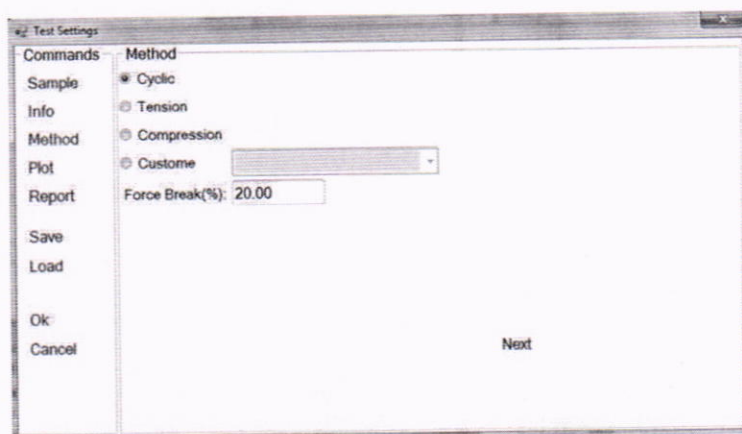 Test Settings
Commands
Sample
Info
Method
Plot
Report
Save
Load
Ok
Cancel
Method
Cyclic
Tension
Compression
Custome
Force Break(%): 20.00
Next